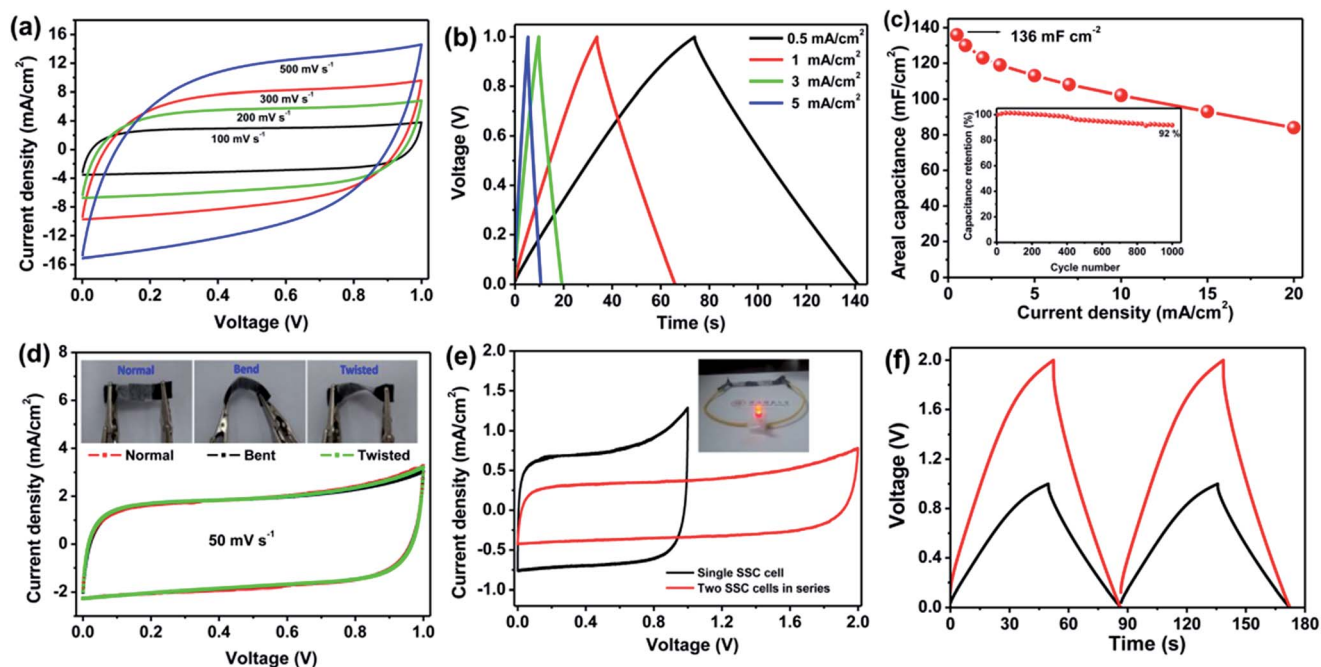 (a)
Current density (mA/cm²)
16
12
8
4
0
-4
-8
-12
-16
500 mV s⁻¹
300 mV s⁻¹
200 mV s⁻¹
100 mV s⁻¹
0.0 0.2 0.4 0.6 0.8 1.0
Voltage (V)
(b)
Voltage (V)
1.0
0.8
0.6
0.4
0.2
0.0
0.5 mA/cm²
1 mA/cm²
3 mA/cm²
5 mA/cm²
0 20 40 60 80 100 120 140
Time (s)
(c)
Areal capacitance (mF/cm²)
160
140
120
100
80
60
40
20
0
136 mF cm⁻²
Capacitance retention (%)
100
80
60
40
20
0
92 %
0 200 400 600 800 1000
Cycle number
0 5 10 15 20
Current density (mA/cm²)
(d)
Current density (mA/cm²)
8
6
4
2
0
-2
Normal Bend Twisted
Normal Bent Twisted
50 mV s⁻¹
0.0 0.2 0.4 0.6 0.8 1.0
Voltage (V)
(e)
Current density (mA/cm²)
2.0
1.5
1.0
0.5
0.0
-0.5
-1.0
Single SSC cell
Two SSC cells in series
0.0 0.4 0.8 1.2 1.6 2.0
Voltage (V)
(f)
Voltage (V)
2.0
1.6
1.2
0.8
0.4
0.0
0 30 60 90 120 150 180
Time (s)